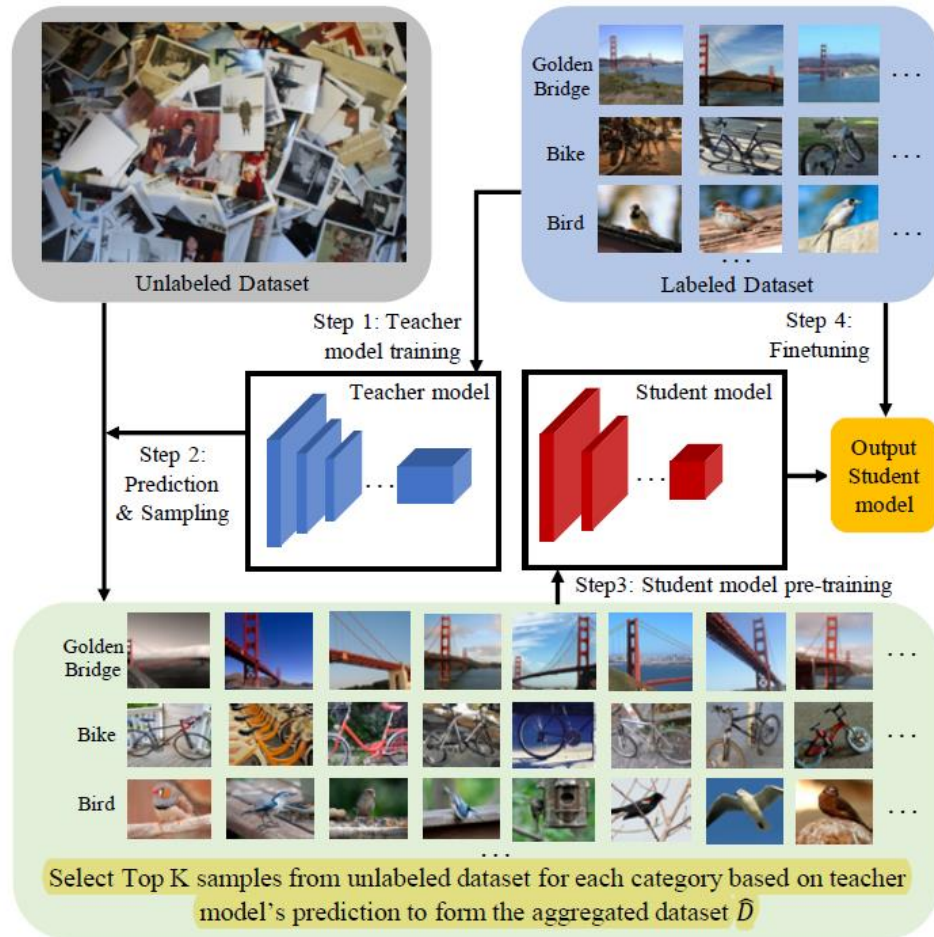 Unlabeled Dataset
Golden
Bridge
...
Bike
...
Bird
...
...
Labeled Dataset
Step 1: Teacher
model training
Step 4:
Finetuning
Teacher model
...
Student model
...
Step 2:
Prediction
& Sampling
Output
Student
model
Step3: Student model pre-training
Golden
Bridge
...
Bike
...
Bird
...
...
Select Top K samples from unlabeled dataset for each category based on teacher
model's prediction to form the aggregated dataset D̂